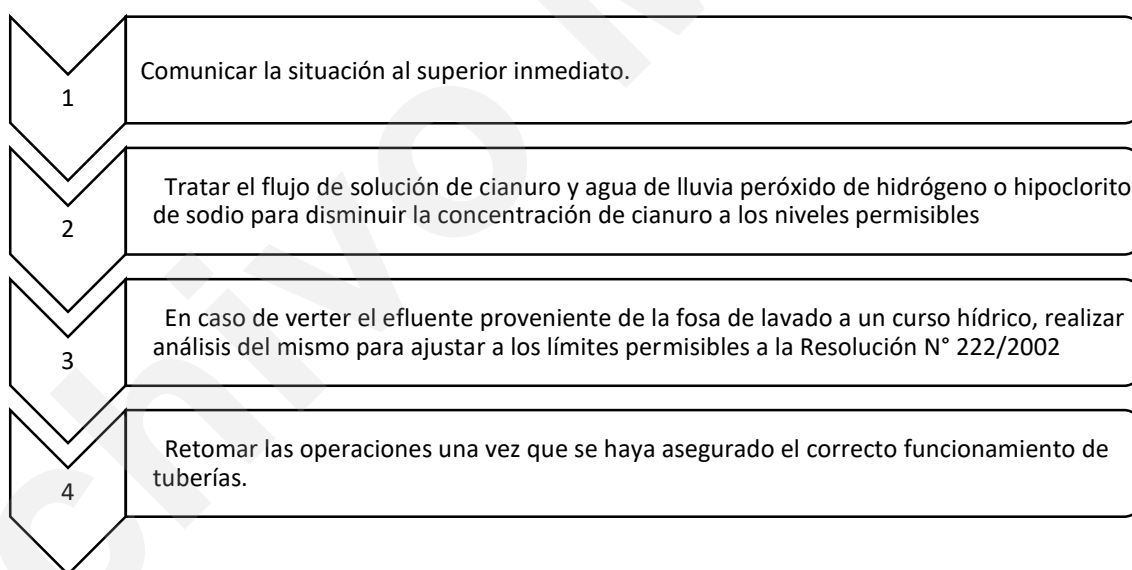 1
Comunicar la situación al superior inmediato.
2
Tratar el flujo de solución de cianuro y agua de lluvia peróxido de hidrógeno o hipoclorito
de sodio para disminuir la concentración de cianuro a los niveles permisibles
3
En caso de verter el efluente proveniente de la fosa de lavado a un curso hídrico, realizar
análisis del mismo para ajustar a los límites permisibles a la Resolución N° 222/2002
4
Retomar las operaciones una vez que se haya asegurado el correcto funcionamiento de
tuberías.